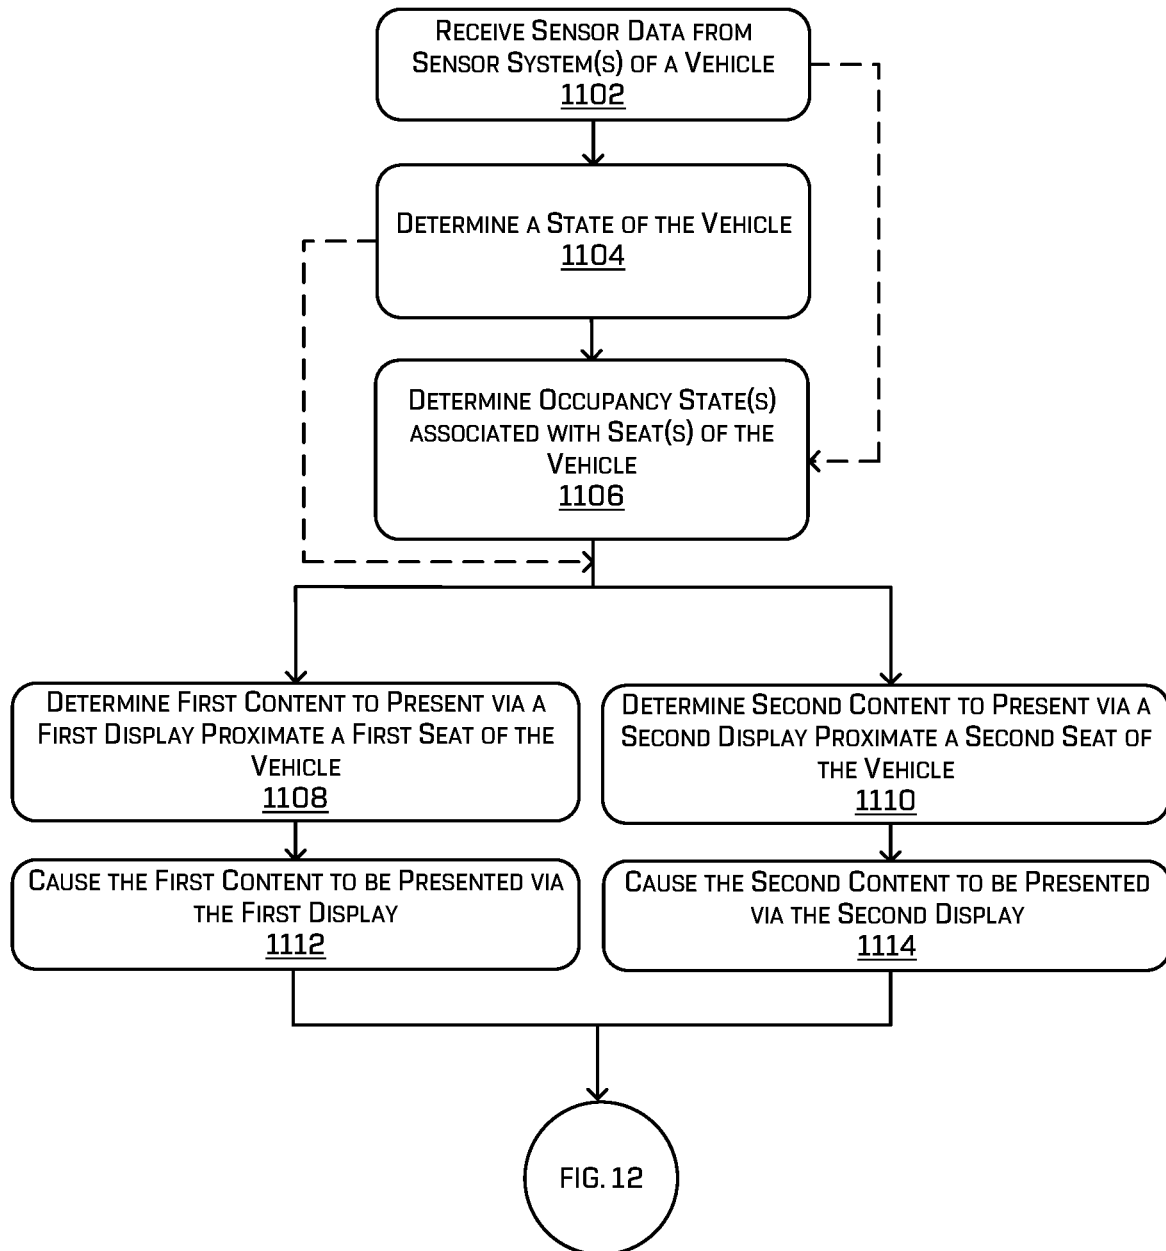 RECEIVE SENSOR DATA FROM
SENSOR SYSTEM(S) OF A VEHICLE
1102
DETERMINE A STATE OF THE VEHICLE
1104
DETERMINE OCCUPANCY STATE(S)
ASSOCIATED WITH SEAT(S) OF THE
VEHICLE
1106
DETERMINE FIRST CONTENT TO PRESENT VIA A
FIRST DISPLAY PROXIMATE A FIRST SEAT OF THE
VEHICLE
1108
DETERMINE SECOND CONTENT TO PRESENT VIA A
SECOND DISPLAY PROXIMATE A SECOND SEAT OF
THE VEHICLE
1110
CAUSE THE FIRST CONTENT TO BE PRESENTED VIA
THE FIRST DISPLAY
1112
CAUSE THE SECOND CONTENT TO BE PRESENTED
VIA THE SECOND DISPLAY
1114
FIG. 12